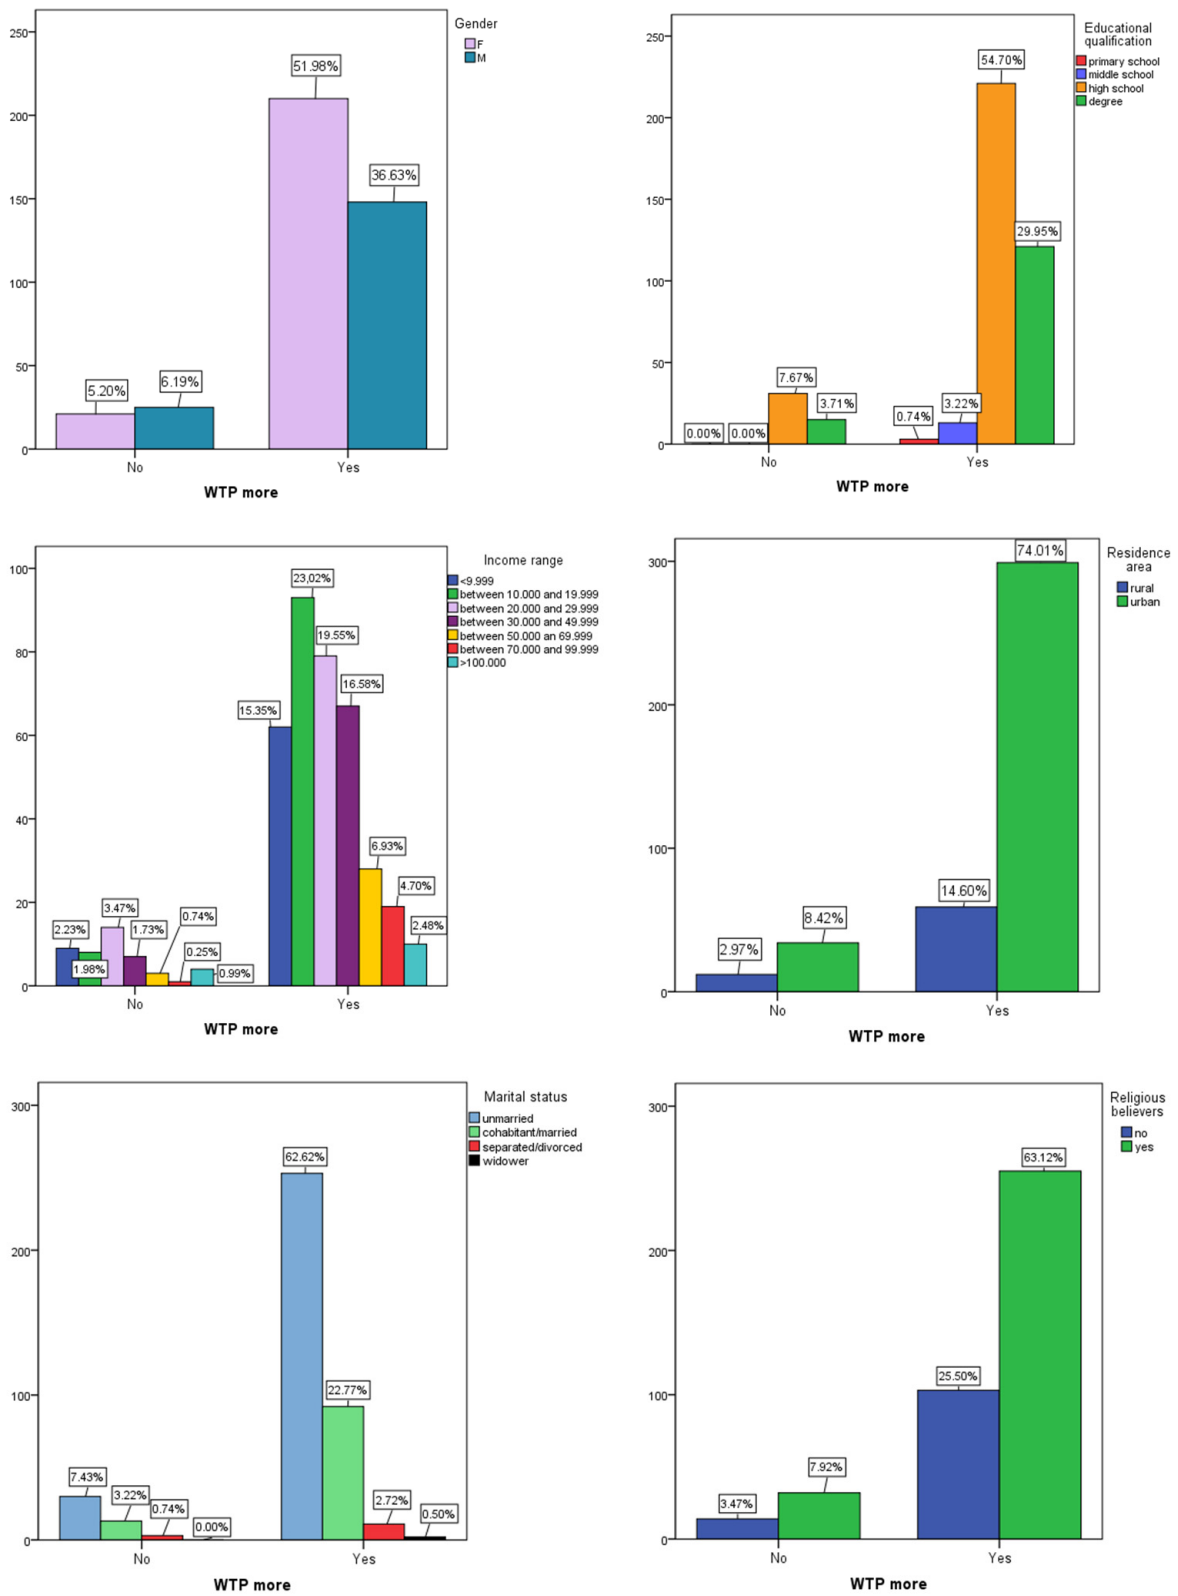 Gender
F
M
250
200
150
100
50
0
51.98%
36.63%
5.20%
6.19%
No
Yes
WTP more
Educational
qualification
primary school
middle school
high school
degree
250
200
150
100
50
0
54.70%
29.95%
7.67%
3.71%
0.00%
0.00%
0.74%
3.22%
No
Yes
WTP more
Income range
<9.999
between 10.000 and 19.999
between 20.000 and 29.999
between 30.000 and 49.999
between 50.000 an 69.999
between 70.000 and 99.999
>100.000
100
80
60
40
20
0
23,02%
19.55%
16.58%
15.35%
6.93%
4.70%
2.48%
2.23%
1.98%
3.47%
1.73%
0.74%
0.25%
0.99%
No
Yes
WTP more
Residence
area
rural
urban
300
200
100
0
74.01%
14.60%
8.42%
2.97%
No
Yes
WTP more
Marital status
unmarried
cohabitant/married
separated/divorced
widower
300
200
100
0
62.62%
22.77%
2.72%
0.50%
7.43%
3.22%
0.74%
0.00%
No
Yes
WTP more
Religious
believers
no
yes
300
200
100
0
63.12%
25.50%
7.92%
3.47%
No
Yes
WTP more